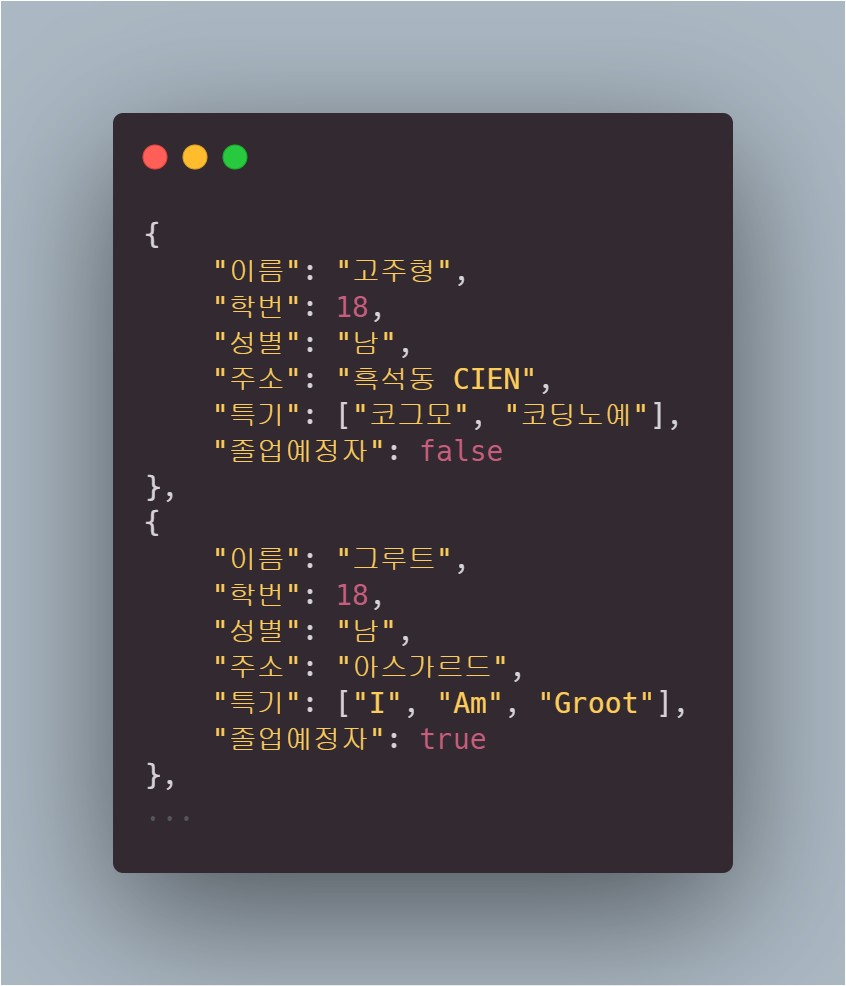 {
    "이름": "고주형",
    "학번": 18,
    "성별": "남",
    "주소": "흑석동 CIEN",
    "특기": ["코그모", "코딩노예"],
    "졸업예정자": false
},
{
    "이름": "그루트",
    "학번": 18,
    "성별": "남",
    "주소": "아스가르드",
    "특기": ["I", "Am", "Groot"],
    "졸업예정자": true
},
...